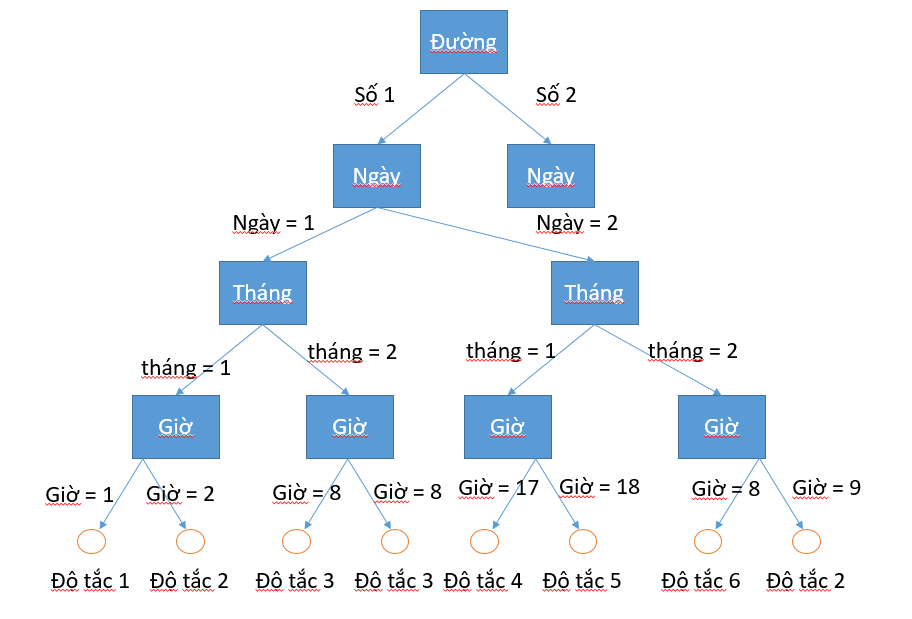 Đường
Số 1
Số 2
Ngày
Ngày
Ngày = 1
Ngày = 2
Tháng
Tháng
tháng = 1
tháng = 2
tháng = 1
tháng = 2
Giờ
Giờ
Giờ
Giờ
Giờ = 1
Giờ = 2
Giờ = 8
Giờ = 8
Giờ = 17
Giờ = 18
Giờ = 8
Giờ = 9
Độ tắc 1
Độ tắc 2
Độ tắc 3
Độ tắc 3
Độ tắc 4
Độ tắc 5
Độ tắc 6
Độ tắc 2